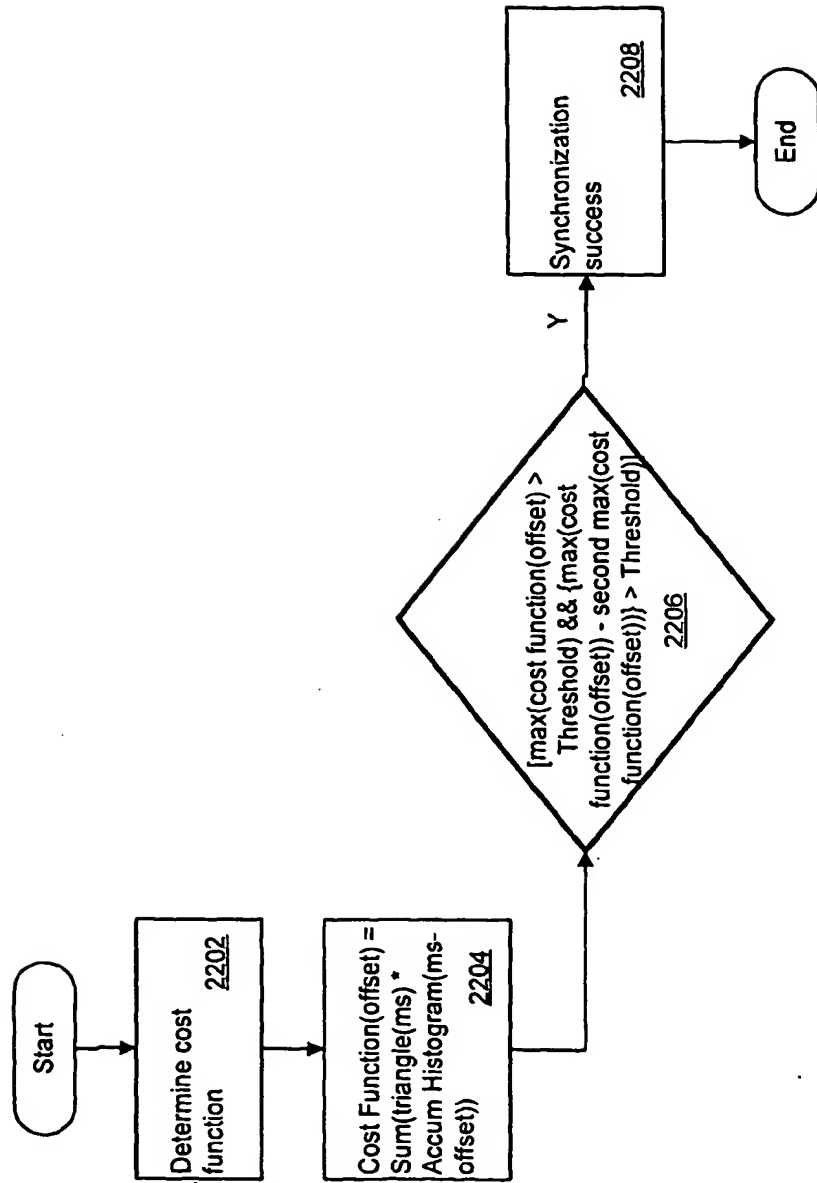 Start
Determine cost
function
2202
Cost Function(offset) =
Sum(triangle(ms) *
Accum Histogram(ms-
offset))
2204
[max(cost function(offset) >
Threshold) && {max(cost
function(offset)) - second max(cost
function(offset))} > Threshold)]
2206
Y
Synchronization
success
2208
End